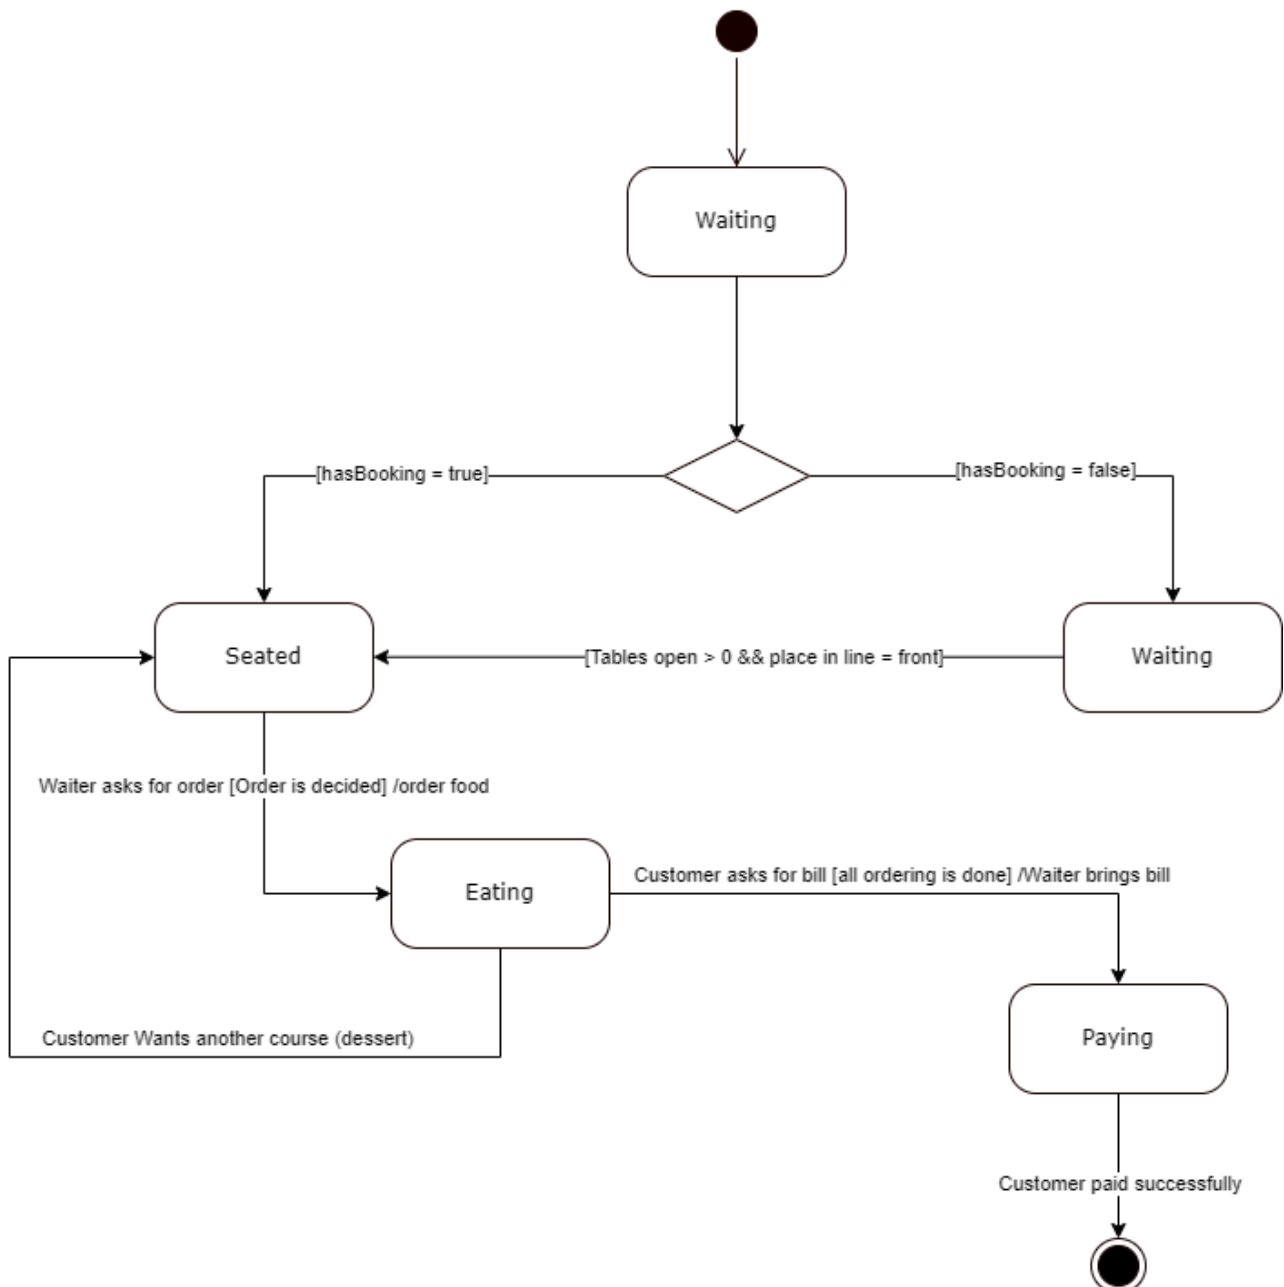 Waiting
[hasBooking = true]
[hasBooking = false]
Seated
[Tables open > 0 && place in line = front]
Waiting
Waiter asks for order [Order is decided] /order food
Eating
Customer asks for bill [all ordering is done] /Waiter brings bill
Customer Wants another course (dessert)
Paying
Customer paid successfully